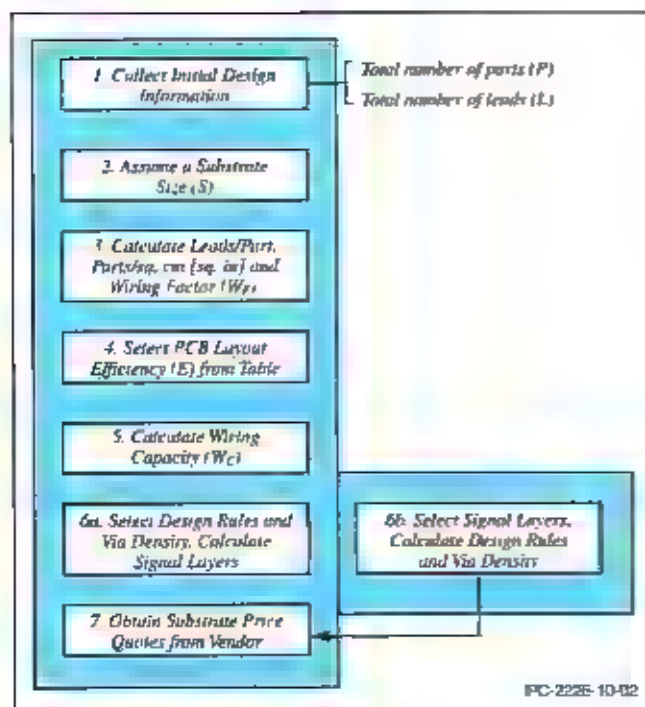 1. Collect Initial Design
Information
Total number of parts (P)
Total number of leads (L)
2. Assume a Substrate
Size (S)
3. Calculate Leads/Part,
Parts/sq. cm [sq. in] and
Wiring Factor (WF)
4. Select PCB Layout
Efficiency (E) from Table
5. Calculate Wiring
Capacity (WC)
6a. Select Design Rules and
Via Density, Calculate
Signal Layers
6b. Select Signal Layers,
Calculate Design Rules
and Via Density
7. Obtain Substrate Price
Quotes from Vendor
IPC-2226-10-02